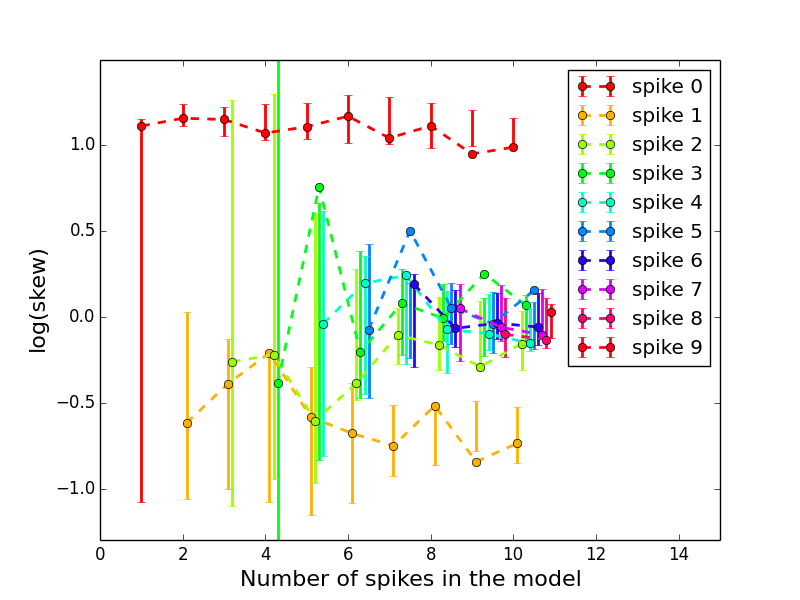 log(skew)
1.0
0.5
0.0
−0.5
−1.0
0 2 4 6 8 10 12 14
Number of spikes in the model
spike 0
spike 1
spike 2
spike 3
spike 4
spike 5
spike 6
spike 7
spike 8
spike 9